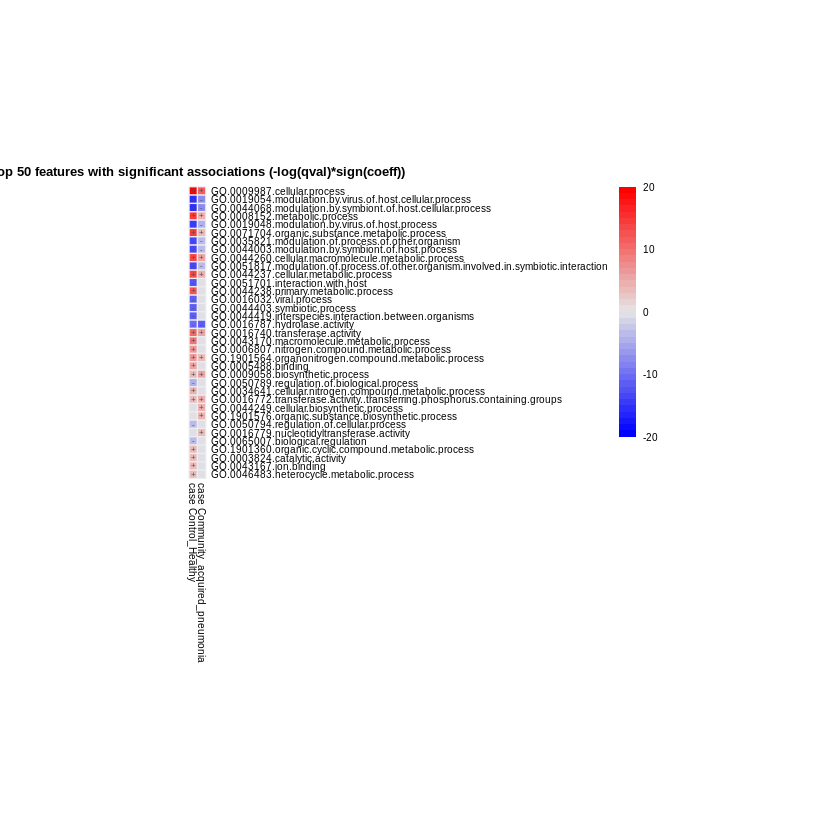 op 50 features with significant associations (-log(qval)*sign(coeff))
GO.0009987.cellular.process
GO.0019054.modulation.by.virus.of.host.cellular.process
GO.0044068.modulation.by.symbiont.of.host.cellular.process
GO.0008152.metabolic.process
GO.0019048.modulation.by.virus.of.host.process
GO.0071704.organic.substance.metabolic.process
GO.0035821.modulation.of.process.of.other.organism
GO.0044003.modulation.by.symbiont.of.host.process
GO.0044260.cellular.macromolecule.metabolic.process
GO.0051817.modulation.of.process.of.other.organism.involved.in.symbiotic.interaction
GO.0044237.cellular.metabolic.process
GO.0051701.interaction.with.host
GO.0044238.primary.metabolic.process
GO.0016032.viral.process
GO.0044403.symbiotic.process
GO.0044419.interspecies.interaction.between.organisms
GO.0016787.hydrolase.activity
GO.0016740.transferase.activity
GO.0043170.macromolecule.metabolic.process
GO.0006807.nitrogen.compound.metabolic.process
GO.1901564.organonitrogen.compound.metabolic.process
GO.0005488.binding
GO.0009058.biosynthetic.process
GO.0050789.regulation.of.biological.process
GO.0034641.cellular.nitrogen.compound.metabolic.process
GO.0016772.transferase.activity..transferring.phosphorus.containing.groups
GO.0044249.cellular.biosynthetic.process
GO.1901576.organic.substance.biosynthetic.process
GO.0050794.regulation.of.cellular.process
GO.0016779.nucleotidyltransferase.activity
GO.0065007.biological.regulation
GO.1901360.organic.cyclic.compound.metabolic.process
GO.0003824.catalytic.activity
GO.0043167.ion.binding
GO.0046483.heterocycle.metabolic.process
case Control_Healthy
case Community_acquired_pneumonia
20
10
0
-10
-20